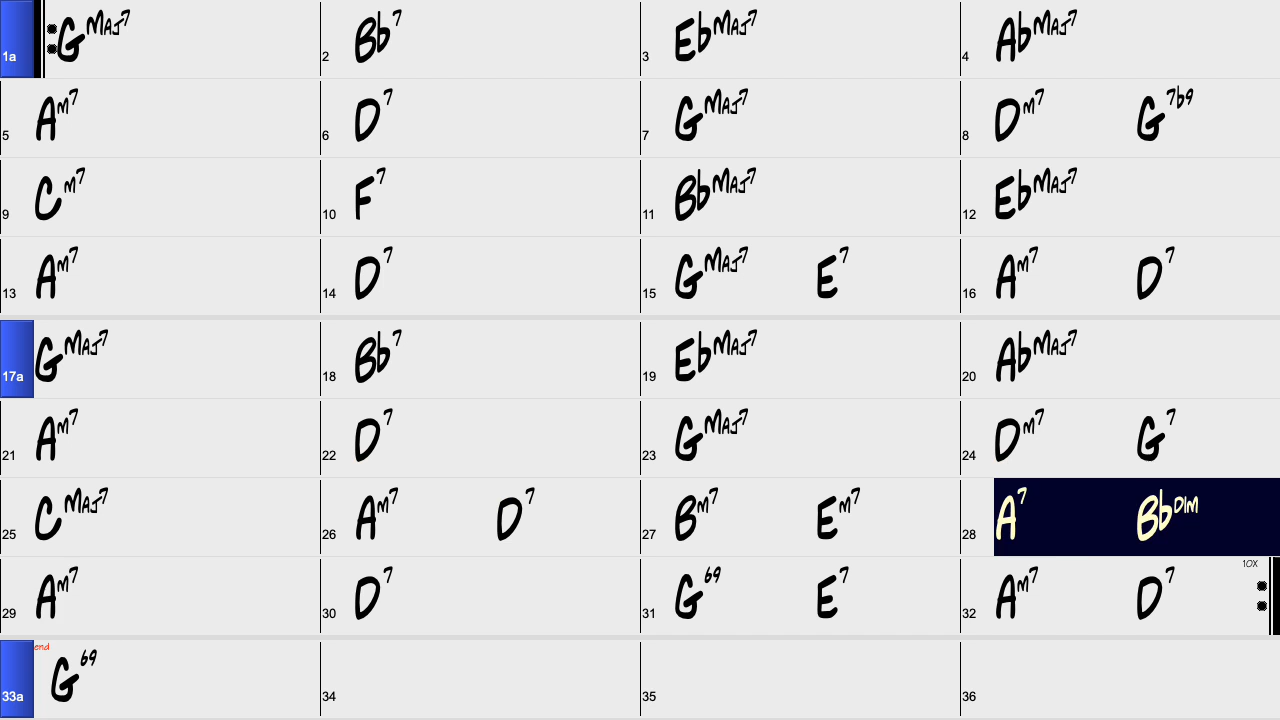 1a GMAJ7 2 Bb7 3 EbMAJ7 4 AbMAJ7
5 Am7 6 D7 7 GMAJ7 8 Dm7 G7b9
9 Cm7 10 F7 11 BbMAJ7 12 EbMAJ7
13 Am7 14 D7 15 GMAJ7 E7 16 Am7 D7
17a GMAJ7 18 Bb7 19 EbMAJ7 20 AbMAJ7
21 Am7 22 D7 23 GMAJ7 24 Dm7 G7
25 CMAJ7 26 Am7 D7 27 Bm7 Em7 28 A7 BbDIM
10X
29 Am7 30 D7 31 G69 E7 32 Am7 D7
end
33a G69 34 35 36